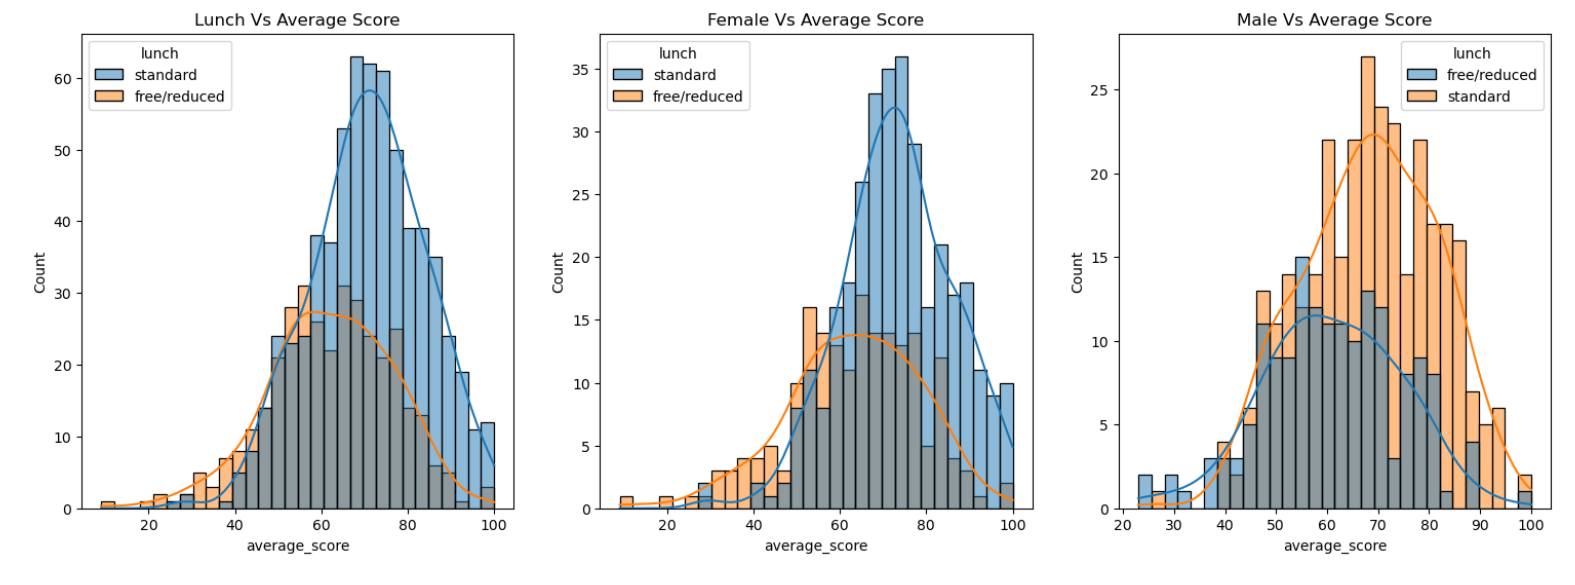 Lunch Vs Average Score
lunch
standard
free/reduced
Count
0
10
20
30
40
50
60
20
40
60
80
100
average_score
Female Vs Average Score
lunch
standard
free/reduced
Count
0
5
10
15
20
25
30
35
20
40
60
80
100
average_score
Male Vs Average Score
lunch
free/reduced
standard
Count
0
5
10
15
20
25
20
30
40
50
60
70
80
90
100
average_score